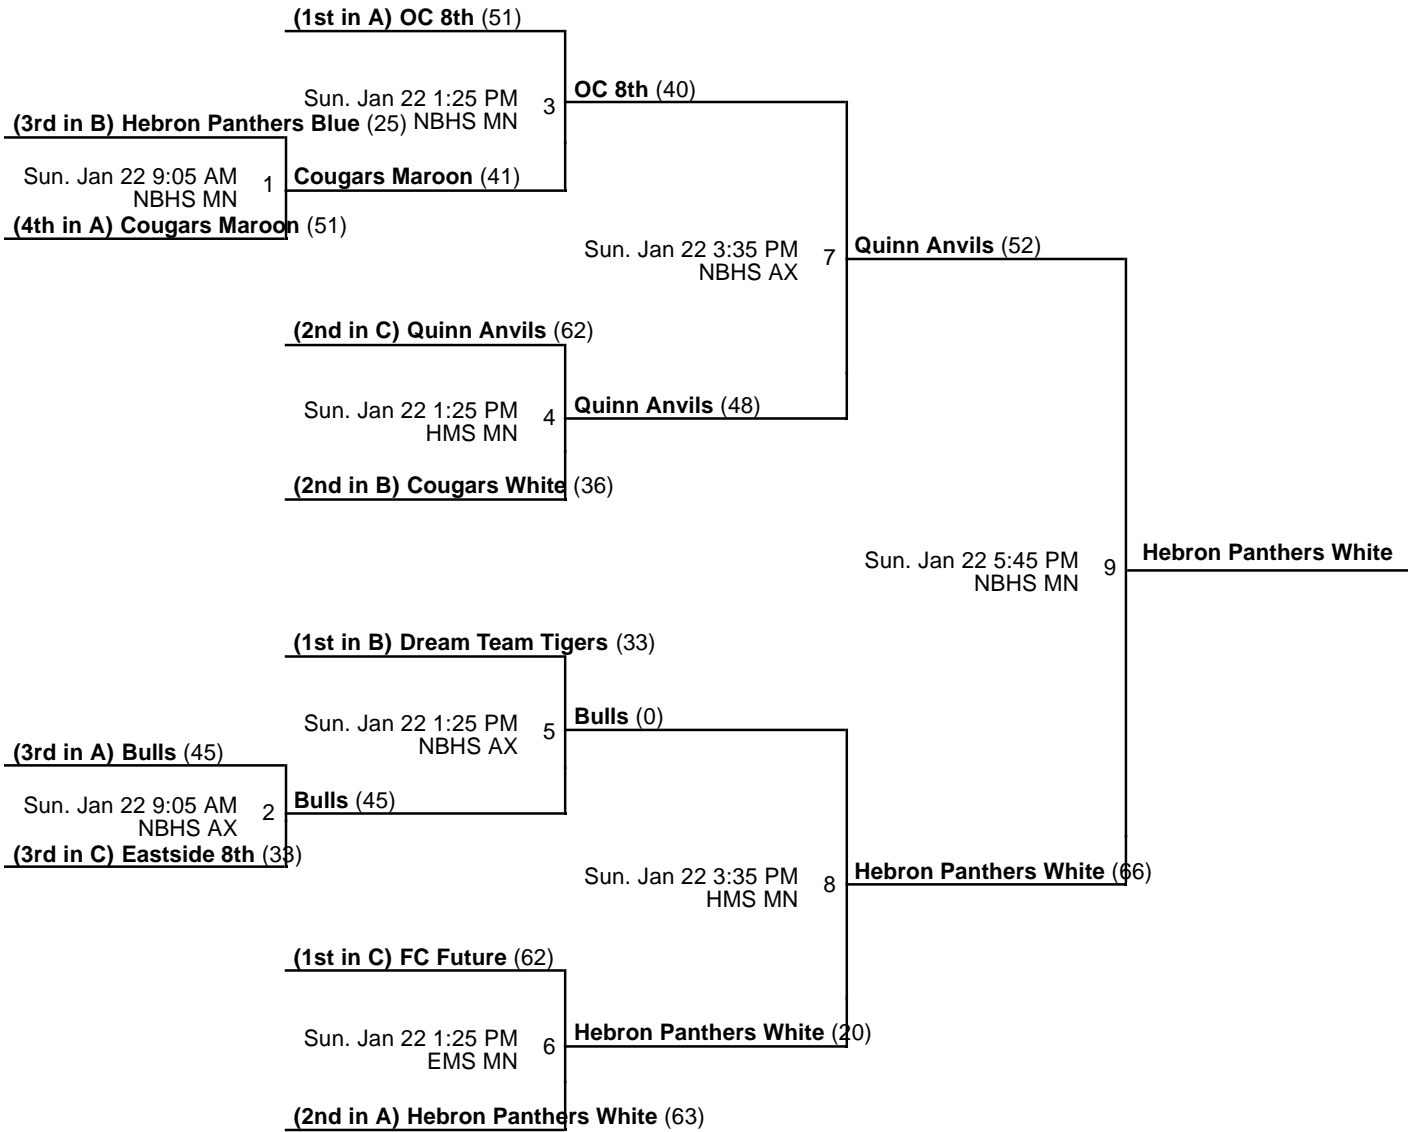 (1st in A) OC 8th (51)
Sun. Jan 22 1:25 PM
NBHS MN
3
OC 8th (40)
(3rd in B) Hebron Panthers Blue (25)
Sun. Jan 22 9:05 AM
NBHS MN
1
Cougars Maroon (41)
(4th in A) Cougars Maroon (51)
Sun. Jan 22 3:35 PM
NBHS AX
7
Quinn Anvils (52)
(2nd in C) Quinn Anvils (62)
Sun. Jan 22 1:25 PM
HMS MN
4
Quinn Anvils (48)
(2nd in B) Cougars White (36)
Sun. Jan 22 5:45 PM
NBHS MN
9
Hebron Panthers White
(1st in B) Dream Team Tigers (33)
Sun. Jan 22 1:25 PM
NBHS AX
5
Bulls (0)
(3rd in A) Bulls (45)
Sun. Jan 22 9:05 AM
NBHS AX
2
Bulls (45)
(3rd in C) Eastside 8th (33)
Sun. Jan 22 3:35 PM
HMS MN
8
Hebron Panthers White (66)
(1st in C) FC Future (62)
Sun. Jan 22 1:25 PM
EMS MN
6
Hebron Panthers White (20)
(2nd in A) Hebron Panthers White (63)